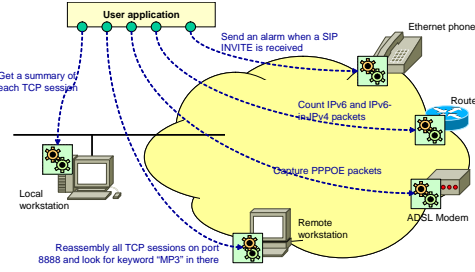 User application
Send an alarm when a SIP
INVITE is received
Ethernet phone
Get a summary of
each TCP session
Count IPv6 and IPv6-
in IPv4 packets
Route
Capture PPPOE packets
Local
workstation
ADSL Modem
Remote
workstation
Reassembly all TCP sessions on port
8888 and look for keyword “MP3” in there